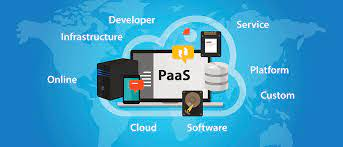 Developer
Service
Infrastructure
PaaS
Online
Platform
Custom
Cloud
Software